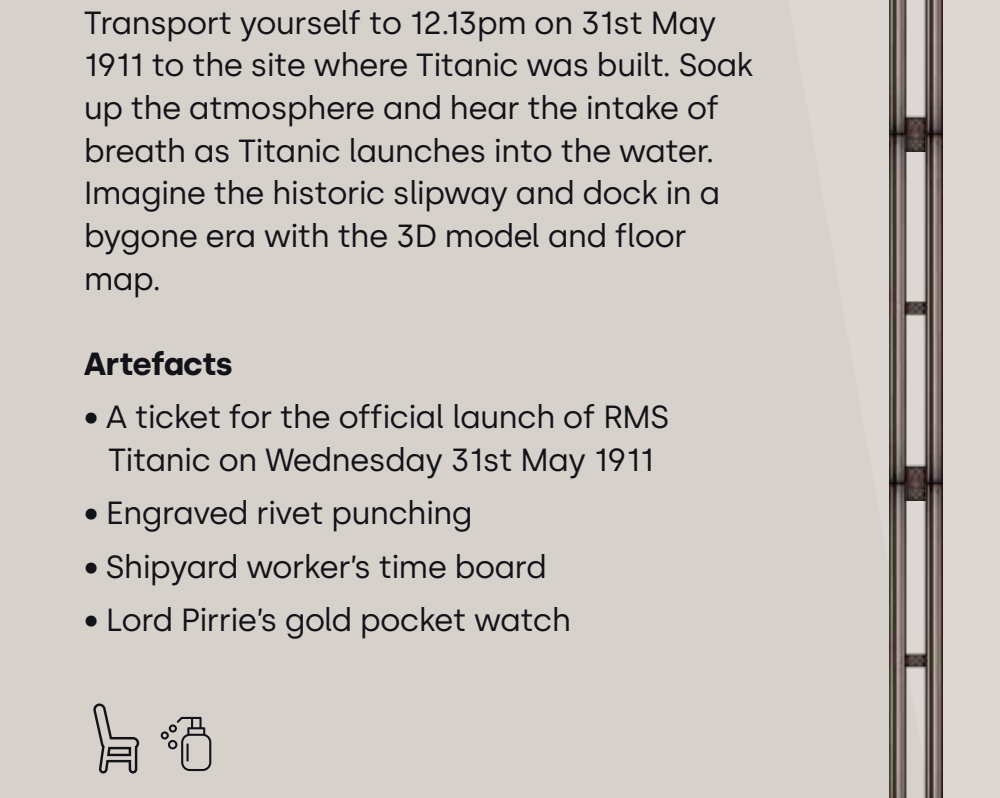 Transport yourself to 12.13pm on 31st May
1911 to the site where Titanic was built. Soak
up the atmosphere and hear the intake of
breath as Titanic launches into the water.
Imagine the historic slipway and dock in a
bygone era with the 3D model and floor
map.
Artefacts
• A ticket for the official launch of RMS
Titanic on Wednesday 31st May 1911
• Engraved rivet punching
• Shipyard worker’s time board
• Lord Pirrie’s gold pocket watch